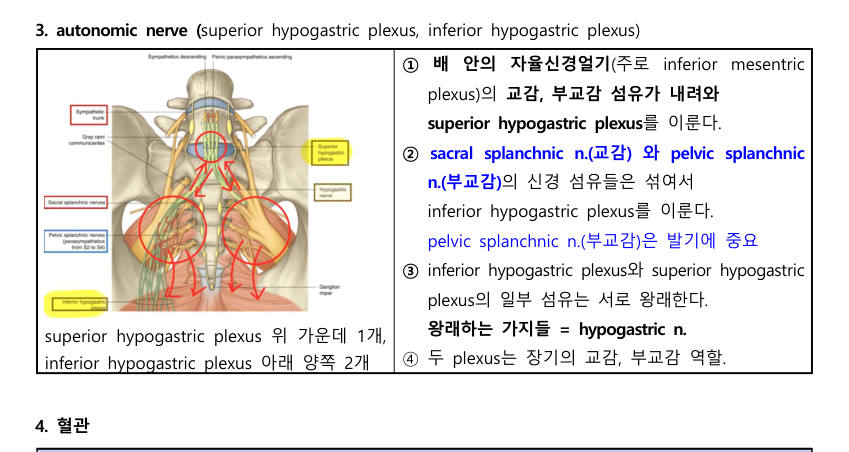 3. autonomic nerve (superior hypogastric plexus, inferior hypogastric plexus)
Sympathetics descending
Pelvic parasympathetics ascending
Sympathetic
trunk
Gray rami
communicantes
Superior
hypogastric
plexus
Hypogastric
nerve
Sacral splanchnic nerves
Pelvic splanchnic nerves
(parasympathetics
from S2 to S4)
Inferior hypogastric
plexus
Ganglion
impar
superior hypogastric plexus 위 가운데 1개,
inferior hypogastric plexus 아래 양쪽 2개
① 배 안의 자율신경얼기(주로 inferior mesentric
plexus)의 교감, 부교감 섬유가 내려와
superior hypogastric plexus를 이룬다.
② sacral splanchnic n.(교감) 와 pelvic splanchnic
n.(부교감)의 신경 섬유들은 섞여서
inferior hypogastric plexus를 이룬다.
pelvic splanchnic n.(부교감)은 발기에 중요
③ inferior hypogastric plexus와 superior hypogastric
plexus의 일부 섬유는 서로 왕래한다.
왕래하는 가지들 = hypogastric n.
④ 두 plexus는 장기의 교감, 부교감 역할.
4. 혈관